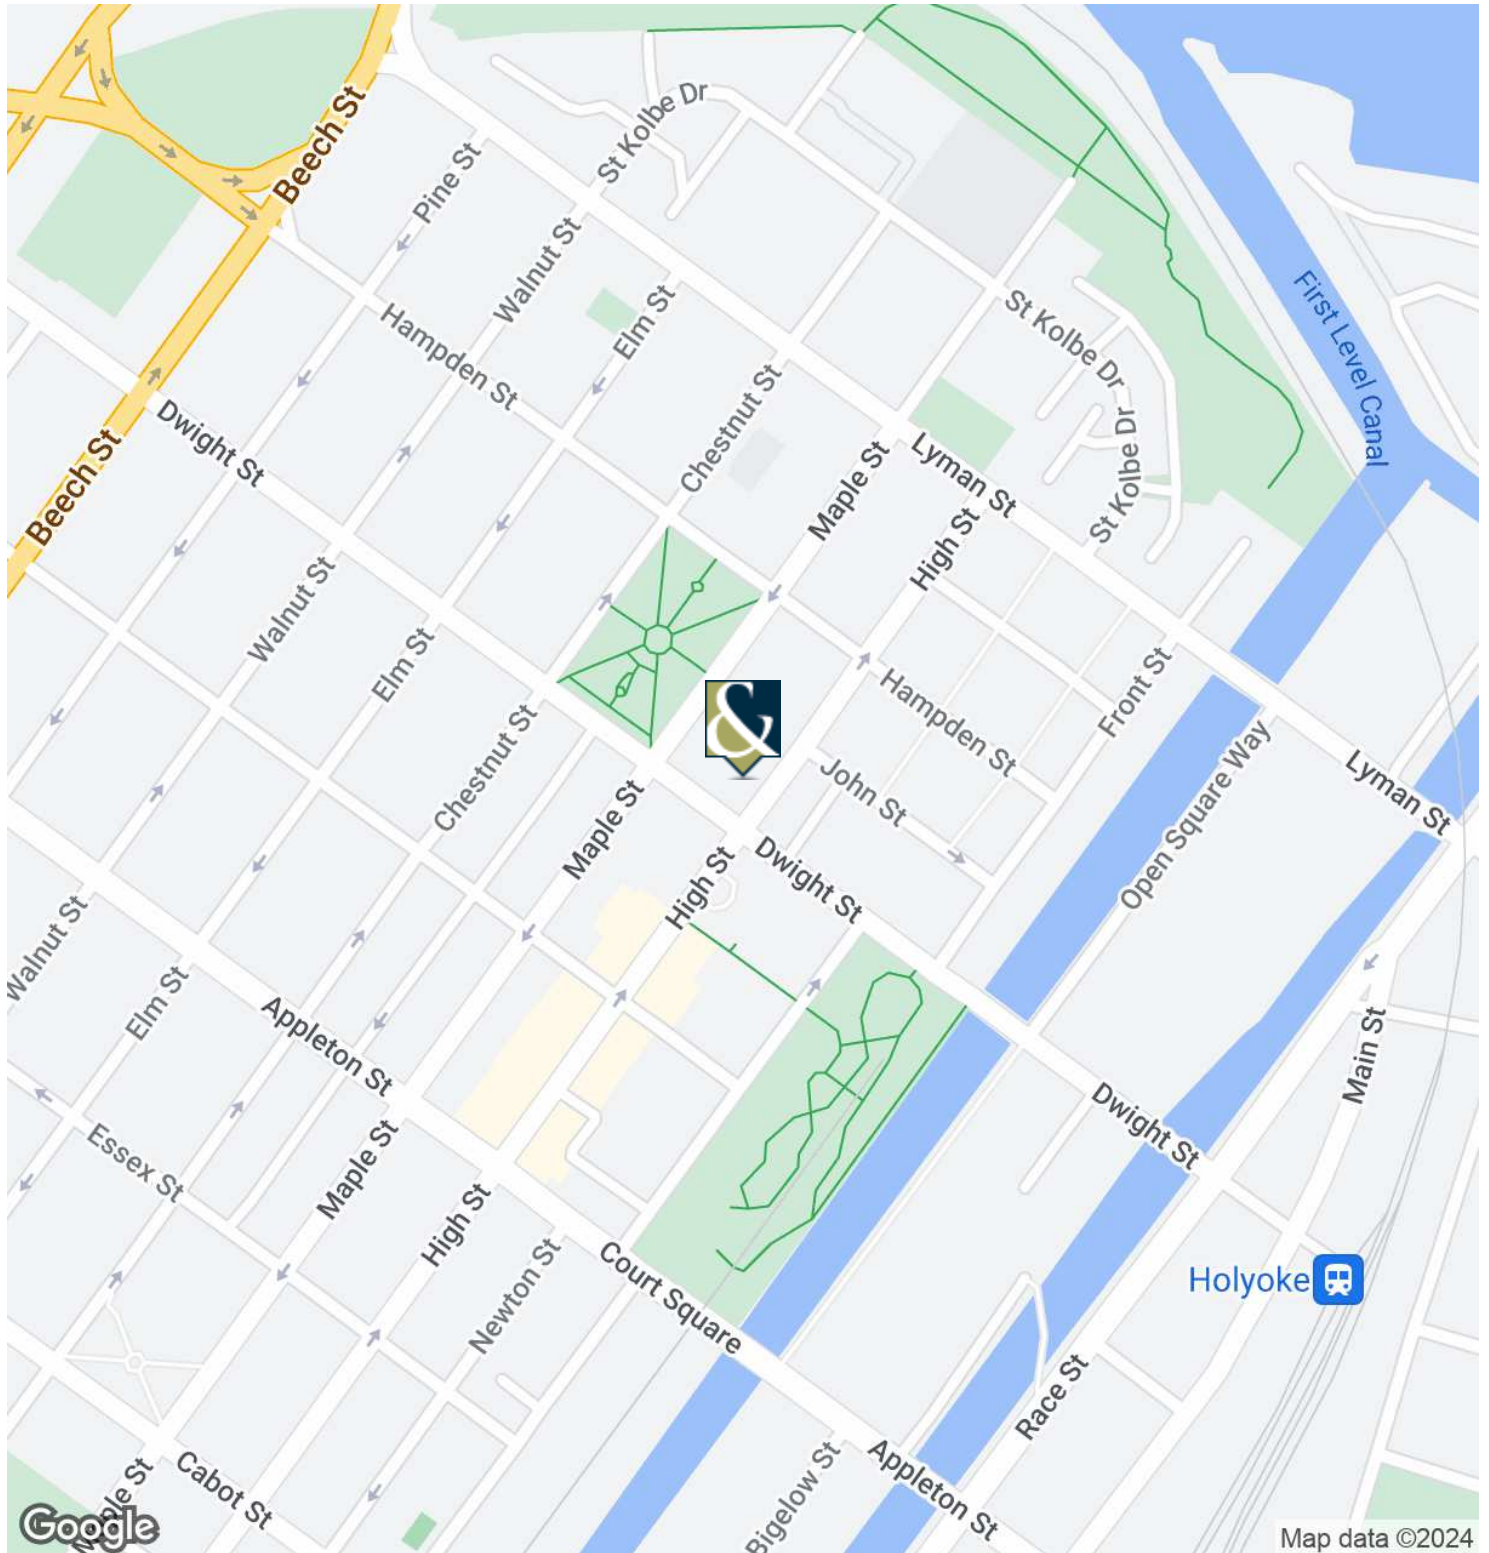 Beech St
St Kolbe Dr
Pine St
Walnut St
Elm St
Hampden St
First Level Canal
St Kolbe Dr
Chestnut St
Dwight St
Beech St
Maple St
Lyman St
St Kolbe Dr
High St
Walnut St
Elm St
Front St
Hampden St
&
Chestnut St
John St
Open Square Way
Lyman St
Maple St
High St
Dwight St
Walnut St
Elm St
Appleton St
Main St
Dwight St
Essex St
Maple St
High St
Newton St
Court Square
Holyoke
Race St
Bigelow St
Appleton St
Cabot St
Maple St
Google
Map data ©2024